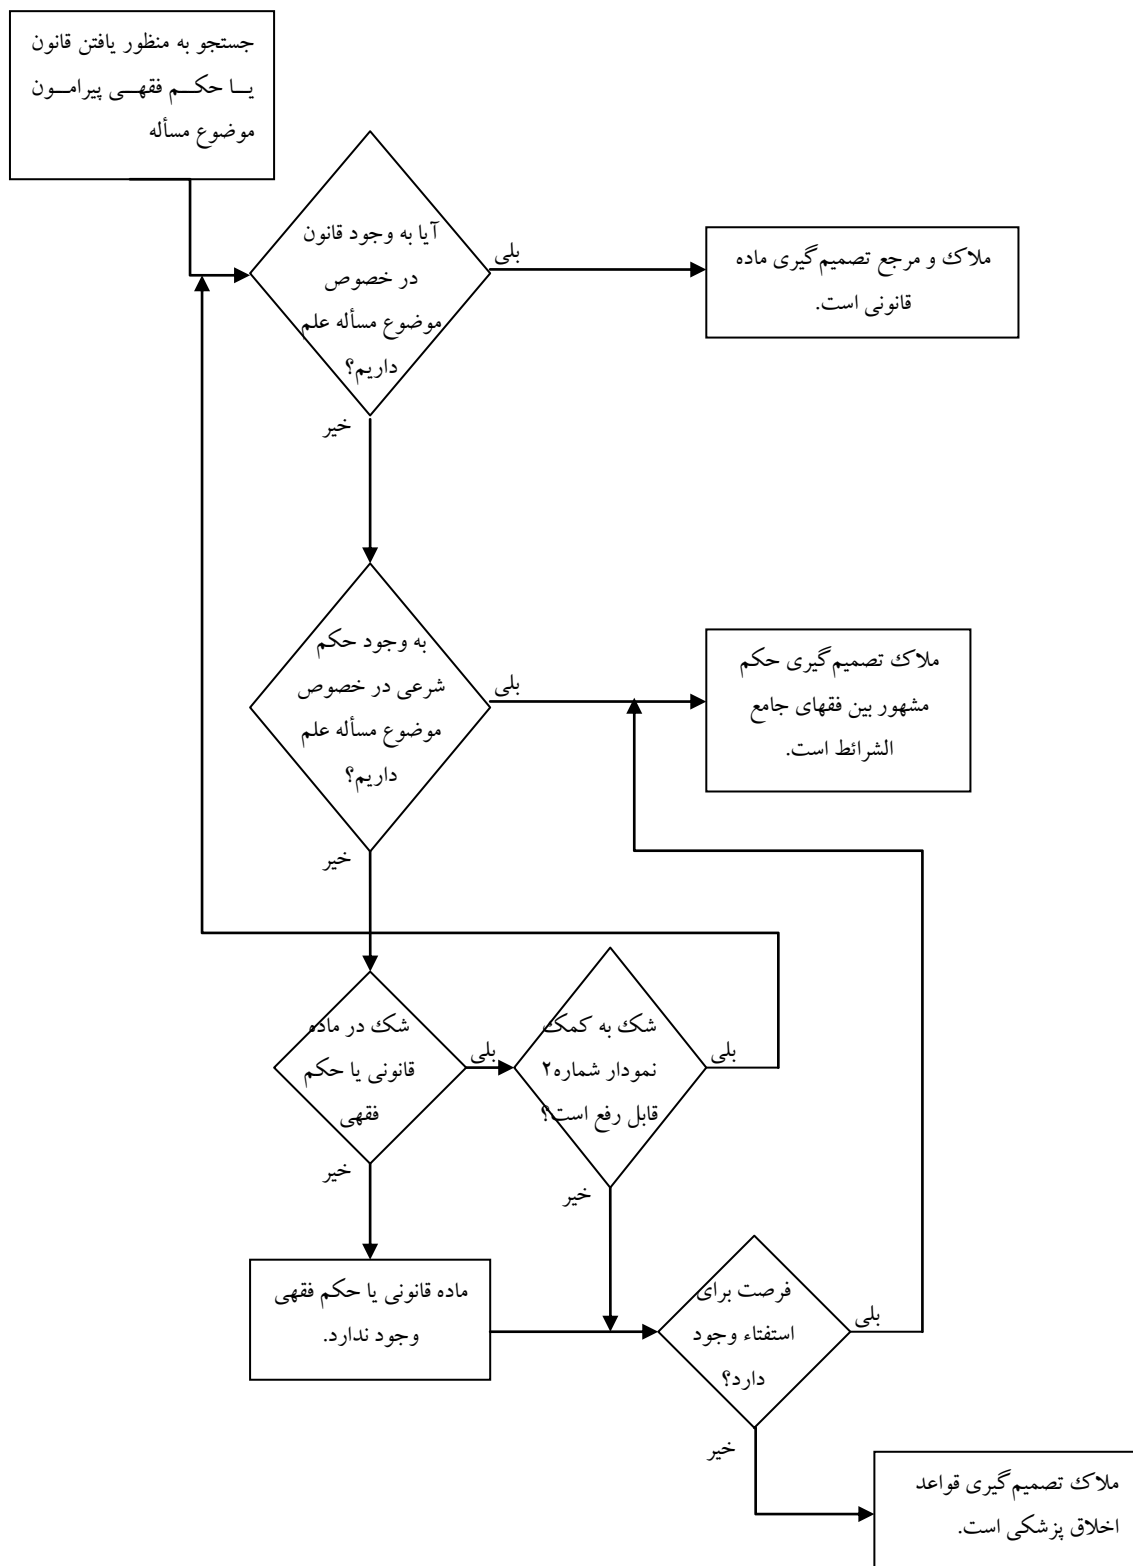 جستجو به منظور یافتن قانون
یــا حکــم فقهــی پیرامــون
موضوع مسأله
آیا به وجود قانون
در خصوص
موضوع مسأله علم
داریم؟
بلی
ملاک و مرجع تصمیم‌گیری ماده
قانونی است.
خیر
به وجود حکم
شرعی در خصوص
موضوع مسأله علم
داریم؟
بلی
ملاک تصمیم‌گیری حکم
مشهور بین فقهای جامع
الشرائط است.
خیر
شک در ماده
قانونی یا حکم
فقهی
بلی
شک به کمک
نمودار شماره۲
قابل رفع است؟
بلی
خیر
خیر
ماده قانونی یا حکم فقهی
وجود ندارد.
فرصت برای
استفتاء وجود
دارد؟
بلی
خیر
ملاک تصمیم‌گیری قواعد
اخلاق پزشکی است.